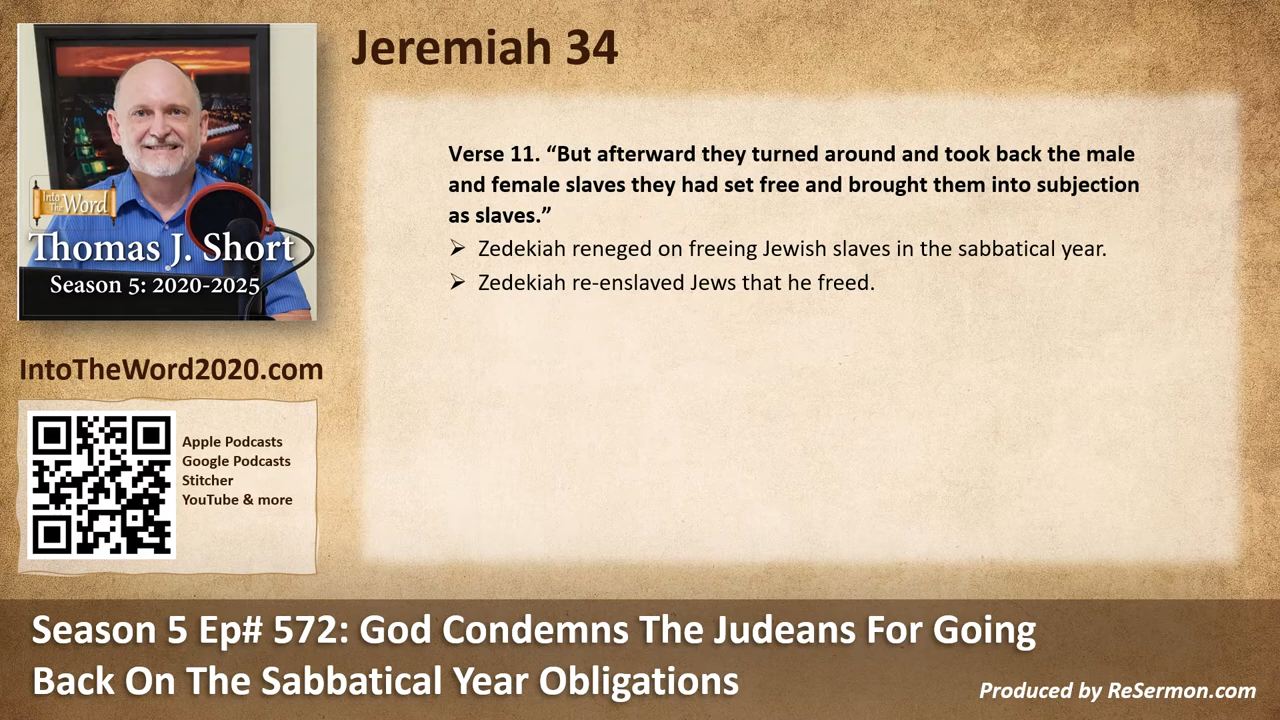 Jeremiah 34
Verse 11. “But afterward they turned around and took back the male
and female slaves they had set free and brought them into subjection
as slaves.”
➢ Zedekiah reneged on freeing Jewish slaves in the sabbatical year.
➢ Zedekiah re-enslaved Jews that he freed.
Into
The Word
Thomas J. Short
Season 5: 2020-2025
IntoTheWord2020.com
Apple Podcasts
Google Podcasts
Stitcher
YouTube & more
Season 5 Ep# 572: God Condemns The Judeans For Going
Back On The Sabbatical Year Obligations
Produced by ReSermon.com